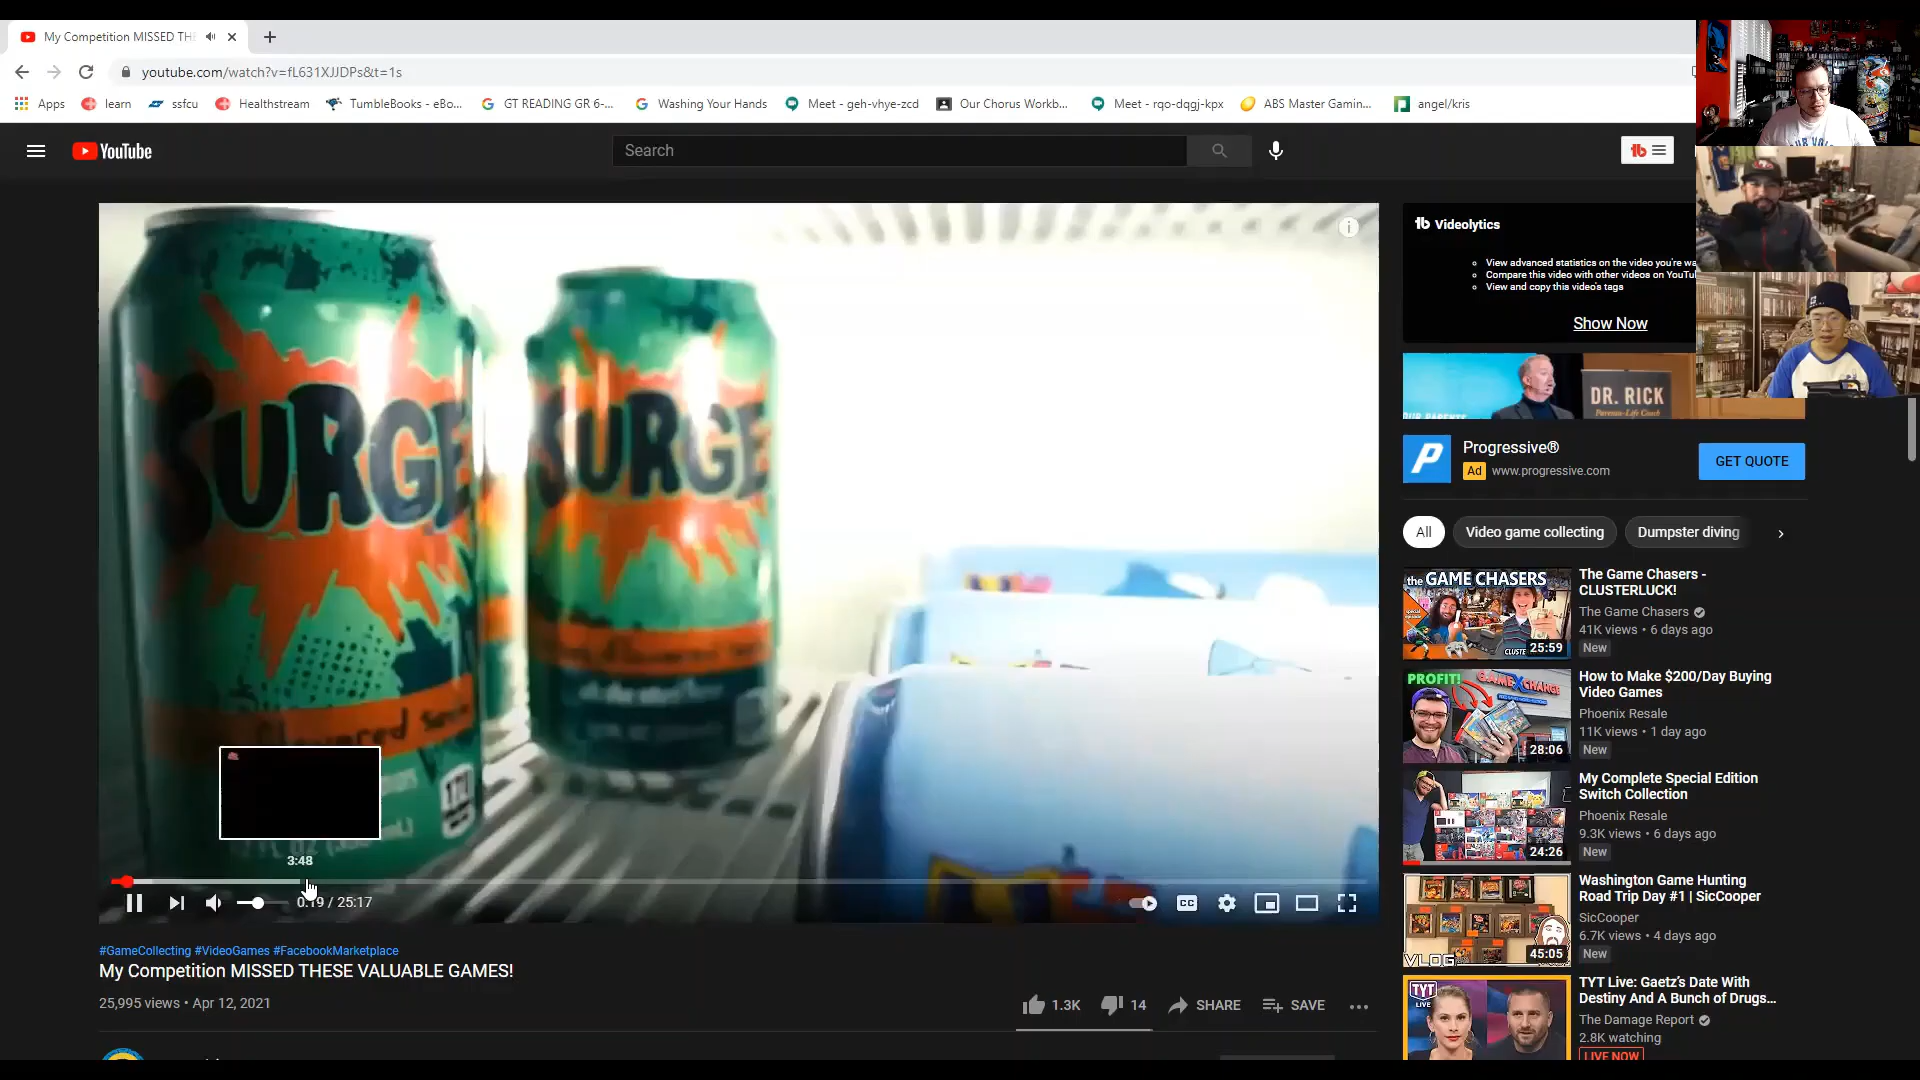 My Competition MISSED TH
youtube.com/watch?v=fL631XJJDPs&t=1s
Apps
learn
ssfcu
Healthstream
TumbleBooks - eBo...
GT READING GR 6-...
Washing Your Hands
Meet - geh-vhye-zcd
Our Chorus Workb...
Meet - rqo-dqgj-kpx
ABS Master Gamin...
angel/kris
YouTube
Search
Videolytics
View advanced statistics on the video you're wa
Compare this video with other videos on YouTu
View and copy this video's tags
Show Now
SURGE
SURGE
DR. RICK
Parenta-Life Coach
Progressive®
Ad www.progressive.com
GET QUOTE
All
Video game collecting
Dumpster diving
the GAME CHASERS
25:59
The Game Chasers -
CLUSTERLUCK!
The Game Chasers
41K views • 6 days ago
New
PROFIT!
GAMEXCHANGE
28:06
How to Make $200/Day Buying
Video Games
Phoenix Resale
11K views • 1 day ago
New
24:26
My Complete Special Edition
Switch Collection
Phoenix Resale
9.3K views • 6 days ago
New
VLOG
45:05
Washington Game Hunting
Road Trip Day #1 | SicCooper
SicCooper
6.7K views • 4 days ago
New
TYT
LIVE
TYT Live: Gaetz's Date With
Destiny And A Bunch of Drugs...
The Damage Report
2.8K watching
LIVE NOW
3:48
0:19 / 25:17
CC
#GameCollecting #VideoGames #FacebookMarketplace
My Competition MISSED THESE VALUABLE GAMES!
25,995 views • Apr 12, 2021
1.3K
14
SHARE
SAVE